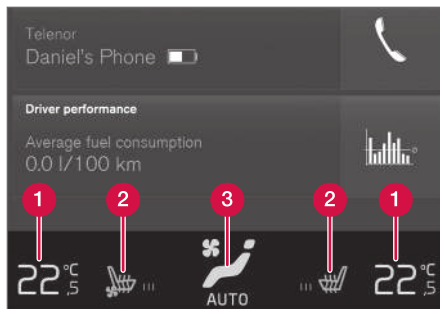 Telenor
Daniel's Phone
Driver performance
Average fuel consumption
0.0 l/100 km
1 2 3 2 1
22°C,5 AUTO 22°C,5